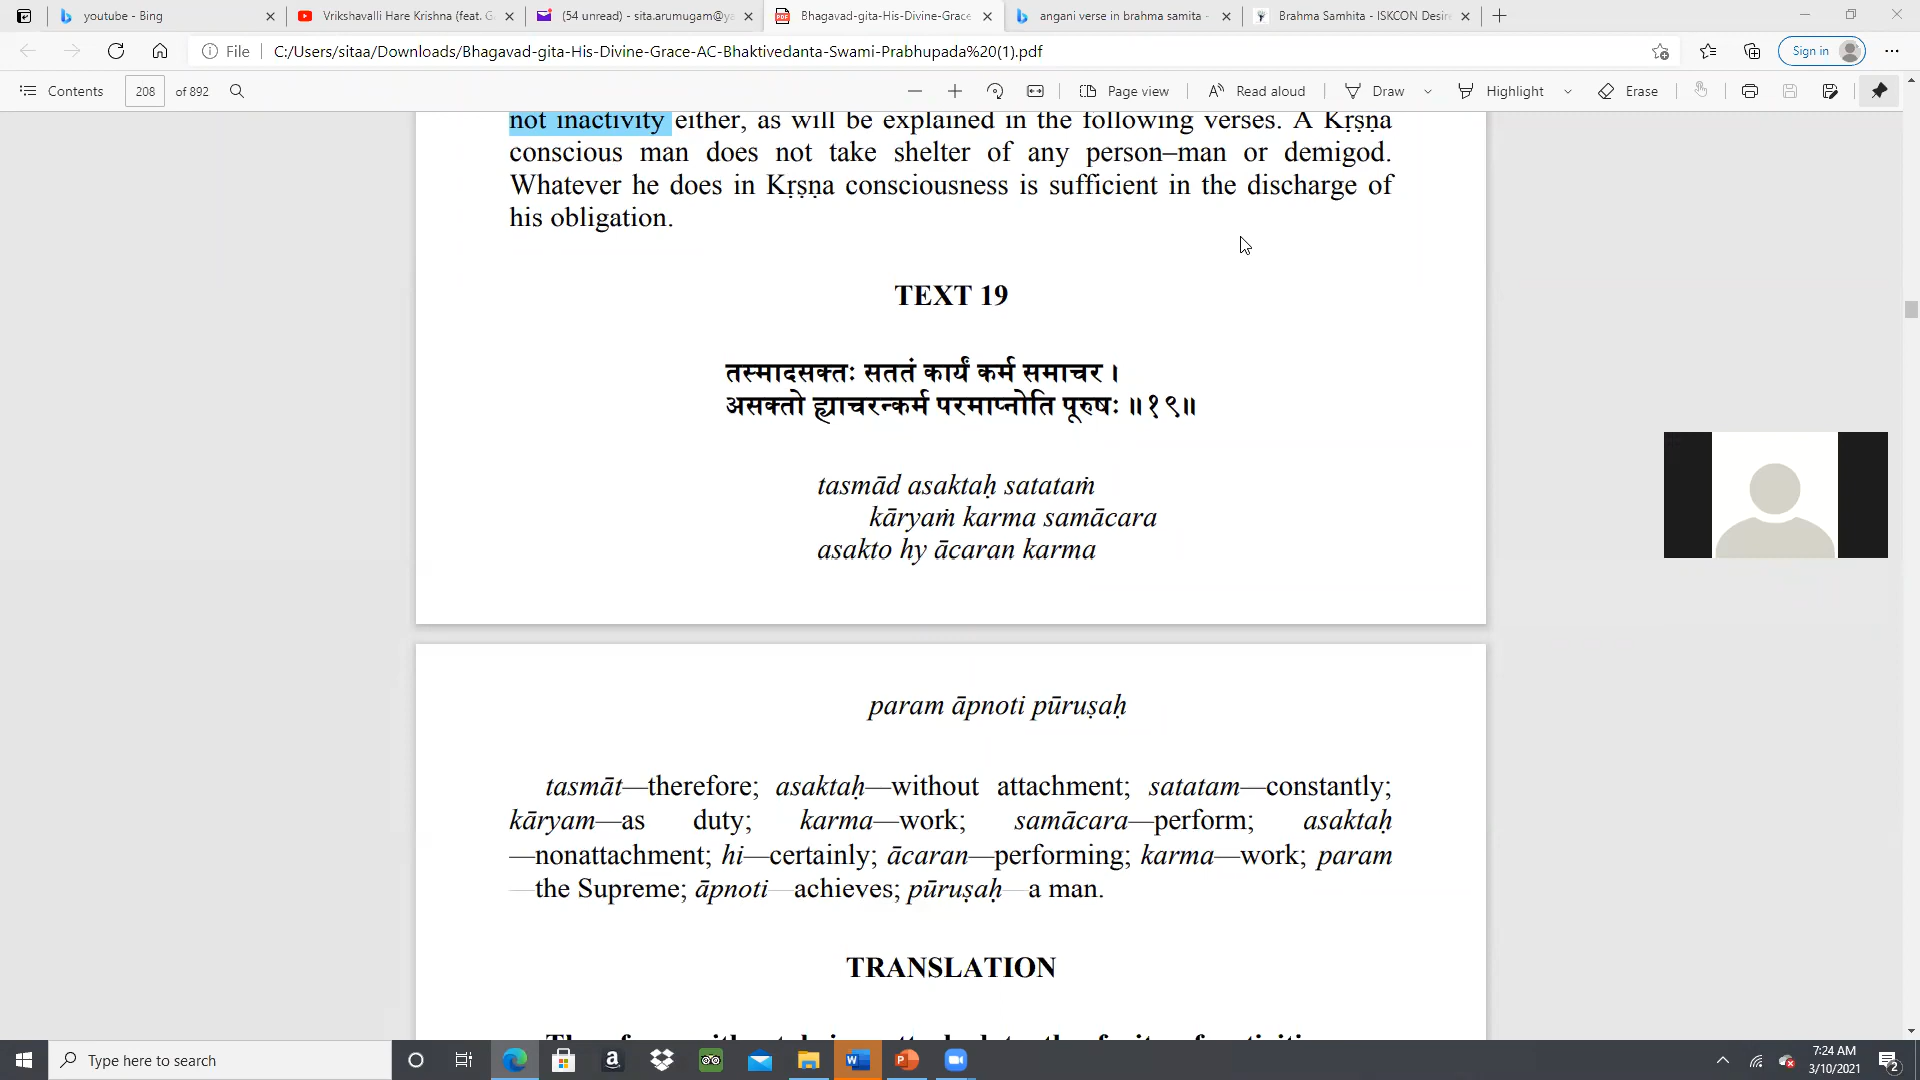 youtube - Bing
Vrikshavalli Hare Krishna (feat. G
(54 unread) - sita.arumugam@ya
Bhagavad-gita-His-Divine-Grace
angani verse in brahma samita -
Brahma Samhita - ISKCON Desire
File C:/Users/sitaa/Downloads/Bhagavad-gita-His-Divine-Grace-AC-Bhaktivedanta-Swami-Prabhupada%20(1).pdf
Sign in
Contents 208 of 892
Page view
Read aloud
Draw
Highlight
Erase
not inactivity either, as will be explained in the following verses. A Kṛṣṇa
conscious man does not take shelter of any person–man or demigod.
Whatever he does in Kṛṣṇa consciousness is sufficient in the discharge of
his obligation.
TEXT 19
तस्मादसक्तः सततं कार्यं कर्म समाचर ।
असक्तो ह्याचरन्कर्म परमाप्नोति पूरुषः ॥१९॥
tasmād asaktaḥ satataṁ
kāryaṁ karma samācara
asakto hy ācaran karma
param āpnoti pūruṣaḥ
tasmāt—therefore; asaktaḥ—without attachment; satatam—constantly;
kāryam—as duty; karma—work; samācara—perform; asaktaḥ
—nonattachment; hi—certainly; ācaran—performing; karma—work; param
—the Supreme; āpnoti—achieves; pūruṣaḥ—a man.
TRANSLATION
Type here to search
7:24 AM
3/10/2021
2